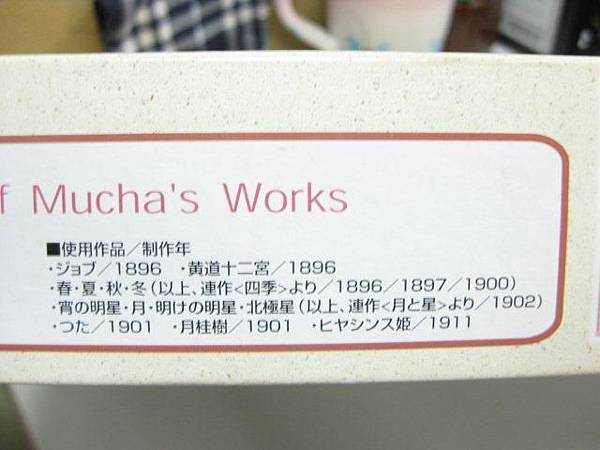 f Mucha's Works
■使用作品／制作年
・ジョブ／1896 ・黄道十二宮／1896
・春・夏・秋・冬（以上、連作<四季>より／1896／1897／1900）
・宵の明星・月・明けの明星・北極星（以上、連作<月と星>より／1902）
・つた／1901 ・月桂樹／1901 ・ヒヤシンス姫／1911